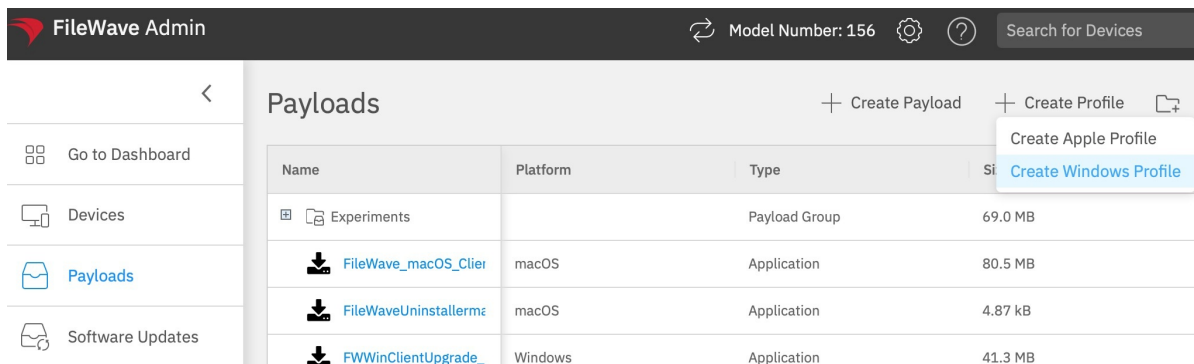 FileWave Admin
Model Number: 156
Search for Devices
Payloads
Create Payload
Create Profile
Create Apple Profile
Create Windows Profile
Go to Dashboard
Devices
Payloads
Software Updates
Name Platform Type Si
Experiments Payload Group 69.0 MB
FileWave_macOS_Clier macOS Application 80.5 MB
FileWaveUninstallerma macOS Application 4.87 kB
FWWinClientUpgrade_ Windows Application 41.3 MB